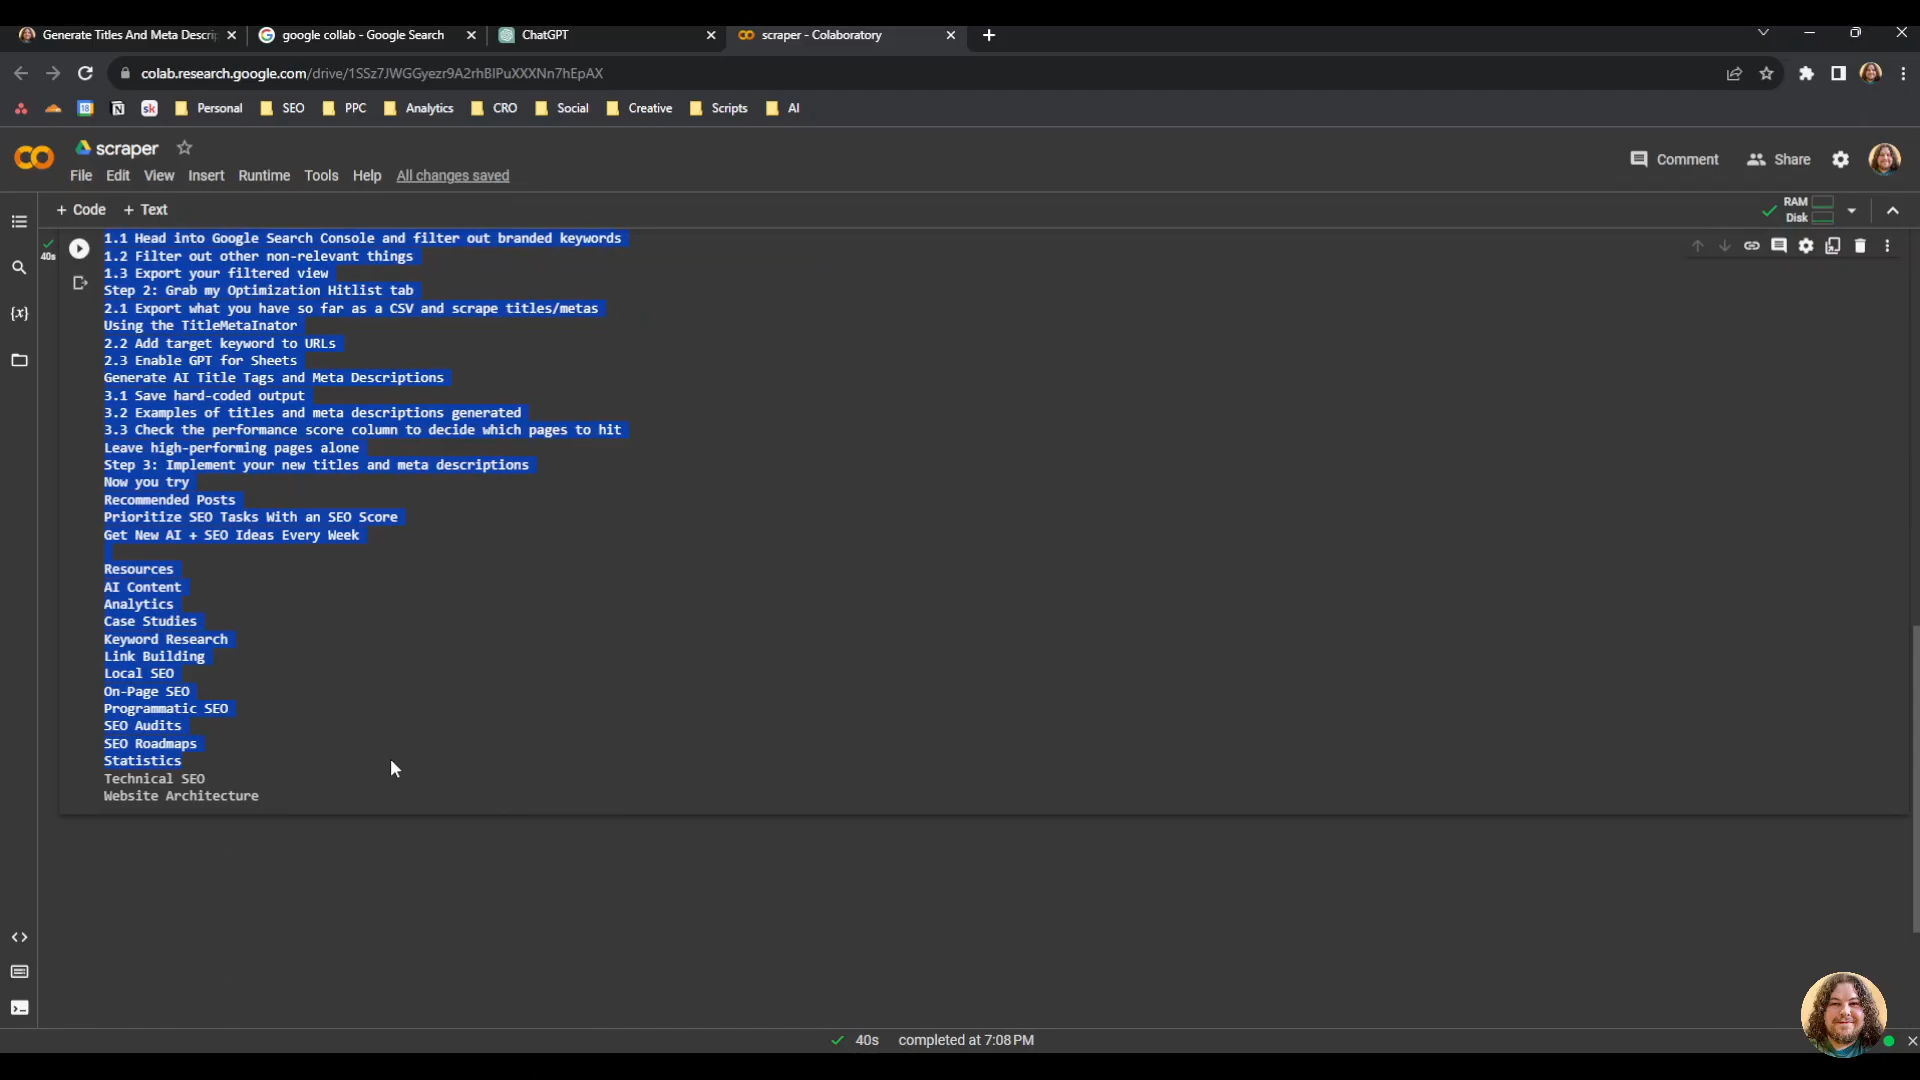 Generate Titles And Meta Descrip
google collab - Google Search
ChatGPT
scraper - Colaboratory
colab.research.google.com/drive/1SSz7JWGGyezr9A2rhBIPuXXXNn7hEpAX
18
sk
Personal
SEO
PPC
Analytics
CRO
Social
Creative
Scripts
AI
scraper
Comment
Share
File Edit View Insert Runtime Tools Help All changes saved
+ Code + Text
RAM
Disk
40s
1.1 Head into Google Search Console and filter out branded keywords
1.2 Filter out other non-relevant things
1.3 Export your filtered view
Step 2: Grab my Optimization Hitlist tab
2.1 Export what you have so far as a CSV and scrape titles/metas
Using the TitleMetaInator
2.2 Add target keyword to URLs
2.3 Enable GPT for Sheets
Generate AI Title Tags and Meta Descriptions
3.1 Save hard-coded output
3.2 Examples of titles and meta descriptions generated
3.3 Check the performance score column to decide which pages to hit
Leave high-performing pages alone
Step 3: Implement your new titles and meta descriptions
Now you try
Recommended Posts
Prioritize SEO Tasks With an SEO Score
Get New AI + SEO Ideas Every Week
Resources
AI Content
Analytics
Case Studies
Keyword Research
Link Building
Local SEO
On-Page SEO
Programmatic SEO
SEO Audits
SEO Roadmaps
Statistics
Technical SEO
Website Architecture
40s completed at 7:08 PM